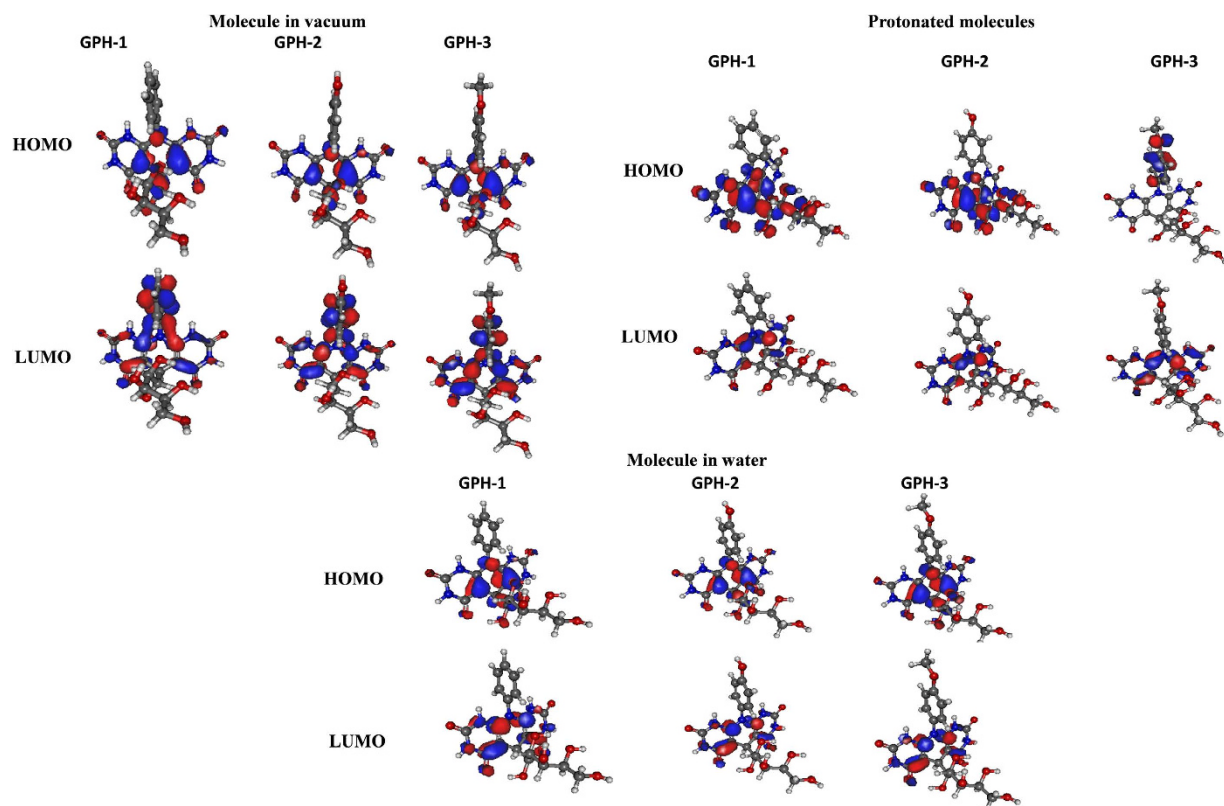 Molecule in vacuum
GPH-1 GPH-2 GPH-3
HOMO
LUMO
Protonated molecules
GPH-1 GPH-2 GPH-3
HOMO
LUMO
Molecule in water
GPH-1 GPH-2 GPH-3
HOMO
LUMO